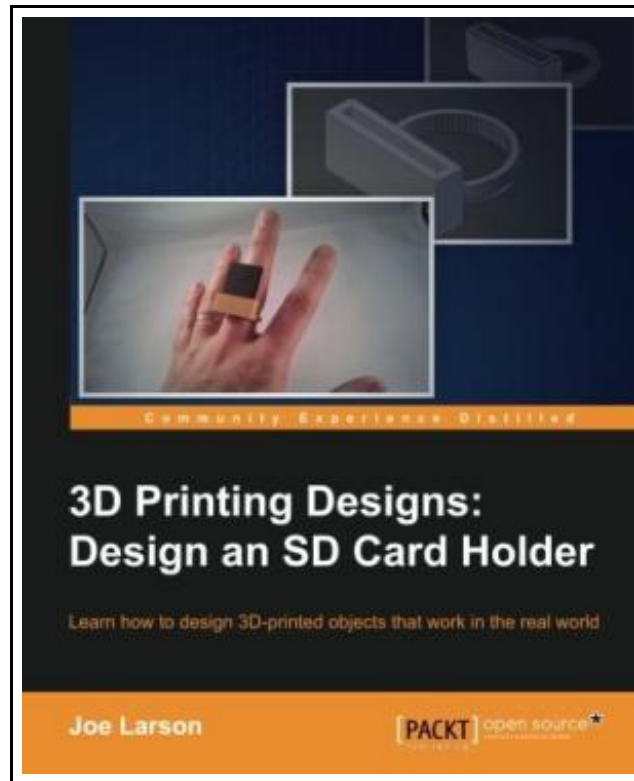 Community Experience Distilled
3D Printing Designs:
Design an SD Card Holder
Learn how to design 3D-printed objects that work in the real world
Joe Larson
[PACKT] open source*